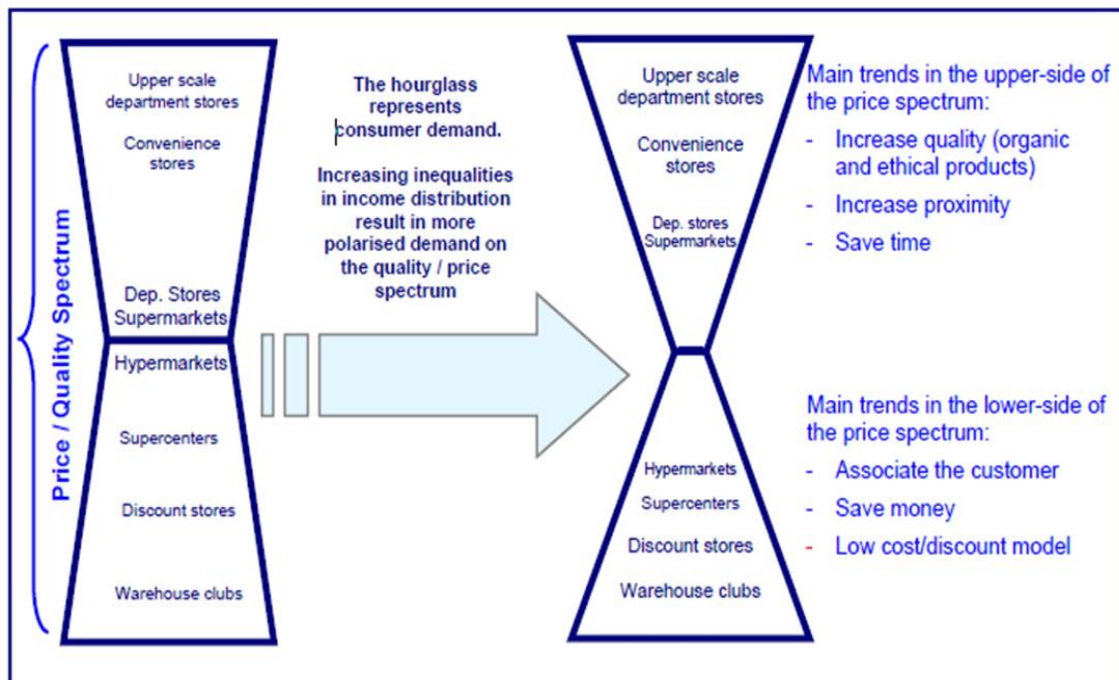 Price / Quality Spectrum
Upper scale
department stores
Convenience
stores
Dep. Stores
Supermarkets
Hypermarkets
Supercenters
Discount stores
Warehouse clubs
The hourglass
represents
consumer demand.
Increasing inequalities
in income distribution
result in more
polarised demand on
the quality / price
spectrum
Upper scale
department stores
Convenience
stores
Dep. stores
Supermarkets
Hypermarkets
Supercenters
Discount stores
Warehouse clubs
Main trends in the upper-side of
the price spectrum:
- Increase quality (organic
and ethical products)
- Increase proximity
- Save time
Main trends in the lower-side of
the price spectrum:
- Associate the customer
- Save money
- Low cost/discount model